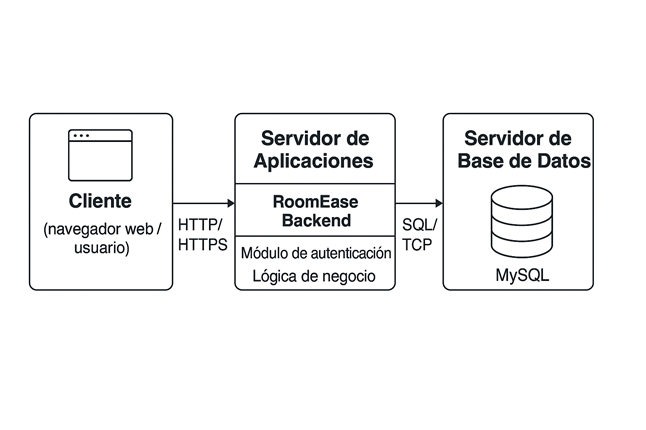 Cliente
(navegador web /
usuario)
HTTP/
HTTPS
Servidor de
Aplicaciones
RoomEase
Backend
Módulo de autenticación
Lógica de negocio
SQL/
TCP
Servidor de
Base de Datos
MySQL